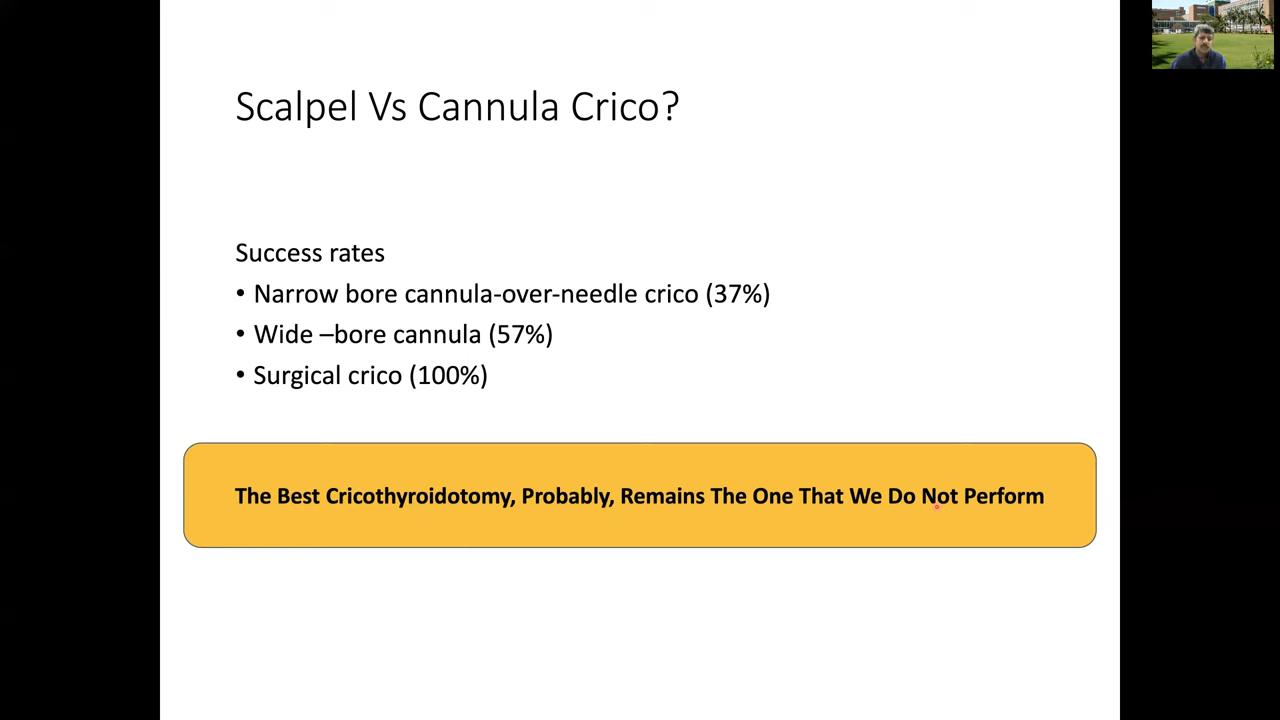 Scalpel Vs Cannula Crico?
Success rates
• Narrow bore cannula-over-needle crico (37%)
• Wide –bore cannula (57%)
• Surgical crico (100%)
The Best Cricothyroidotomy, Probably, Remains The One That We Do Not Perform